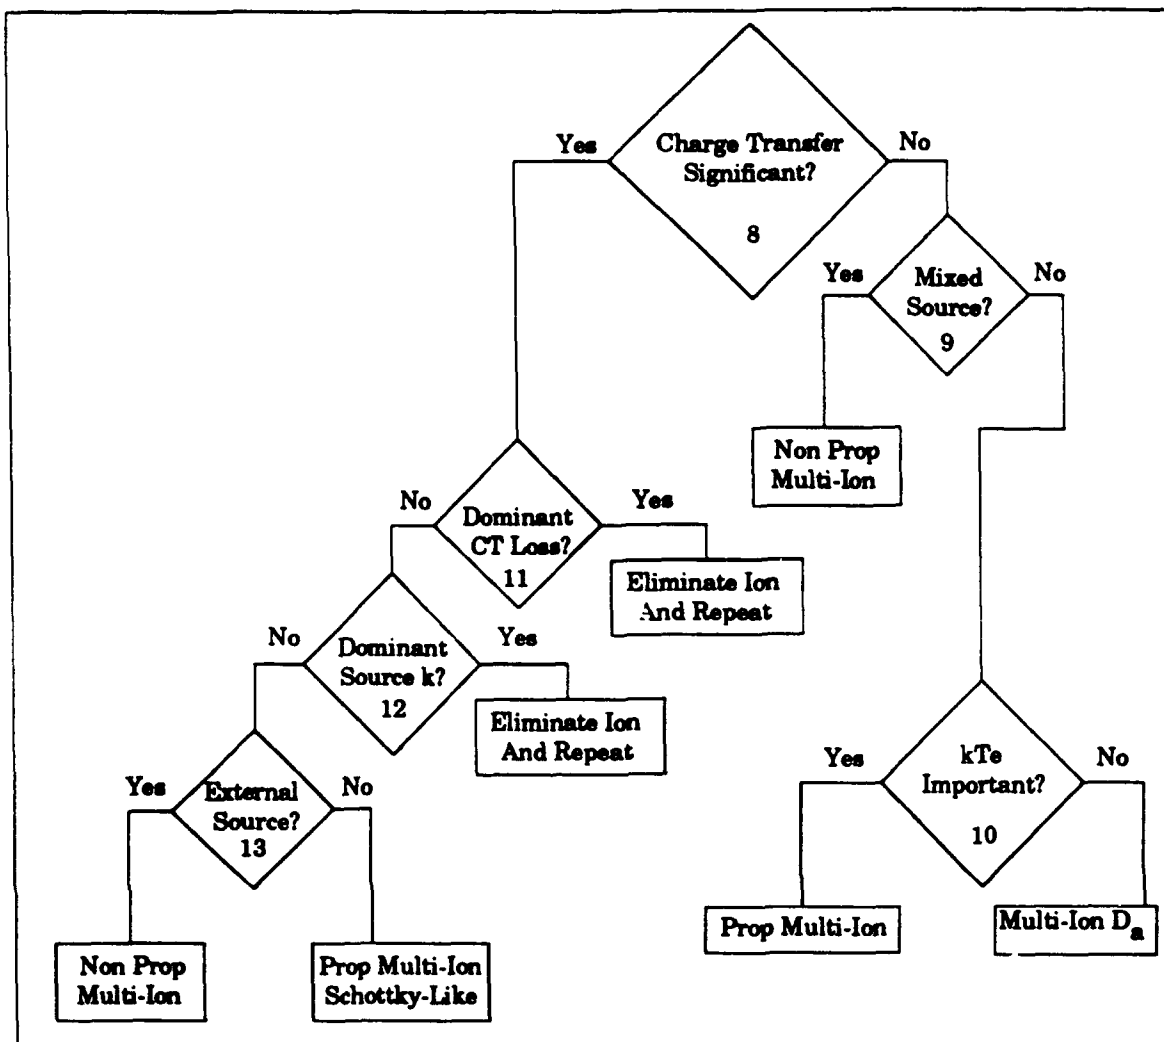 Charge Transfer
Significant?
8
Yes
No
Mixed
Source?
9
Yes
No
Non Prop
Multi-Ion
Dominant
CT Loss?
11
No
Yes
Eliminate Ion
And Repeat
Dominant
Source k?
12
No
Yes
Eliminate Ion
And Repeat
kTe
Important?
10
Yes
No
External
Source?
13
Yes
No
Prop Multi-Ion
Multi-Ion Da
Non Prop
Multi-Ion
Prop Multi-Ion
Schottky-Like